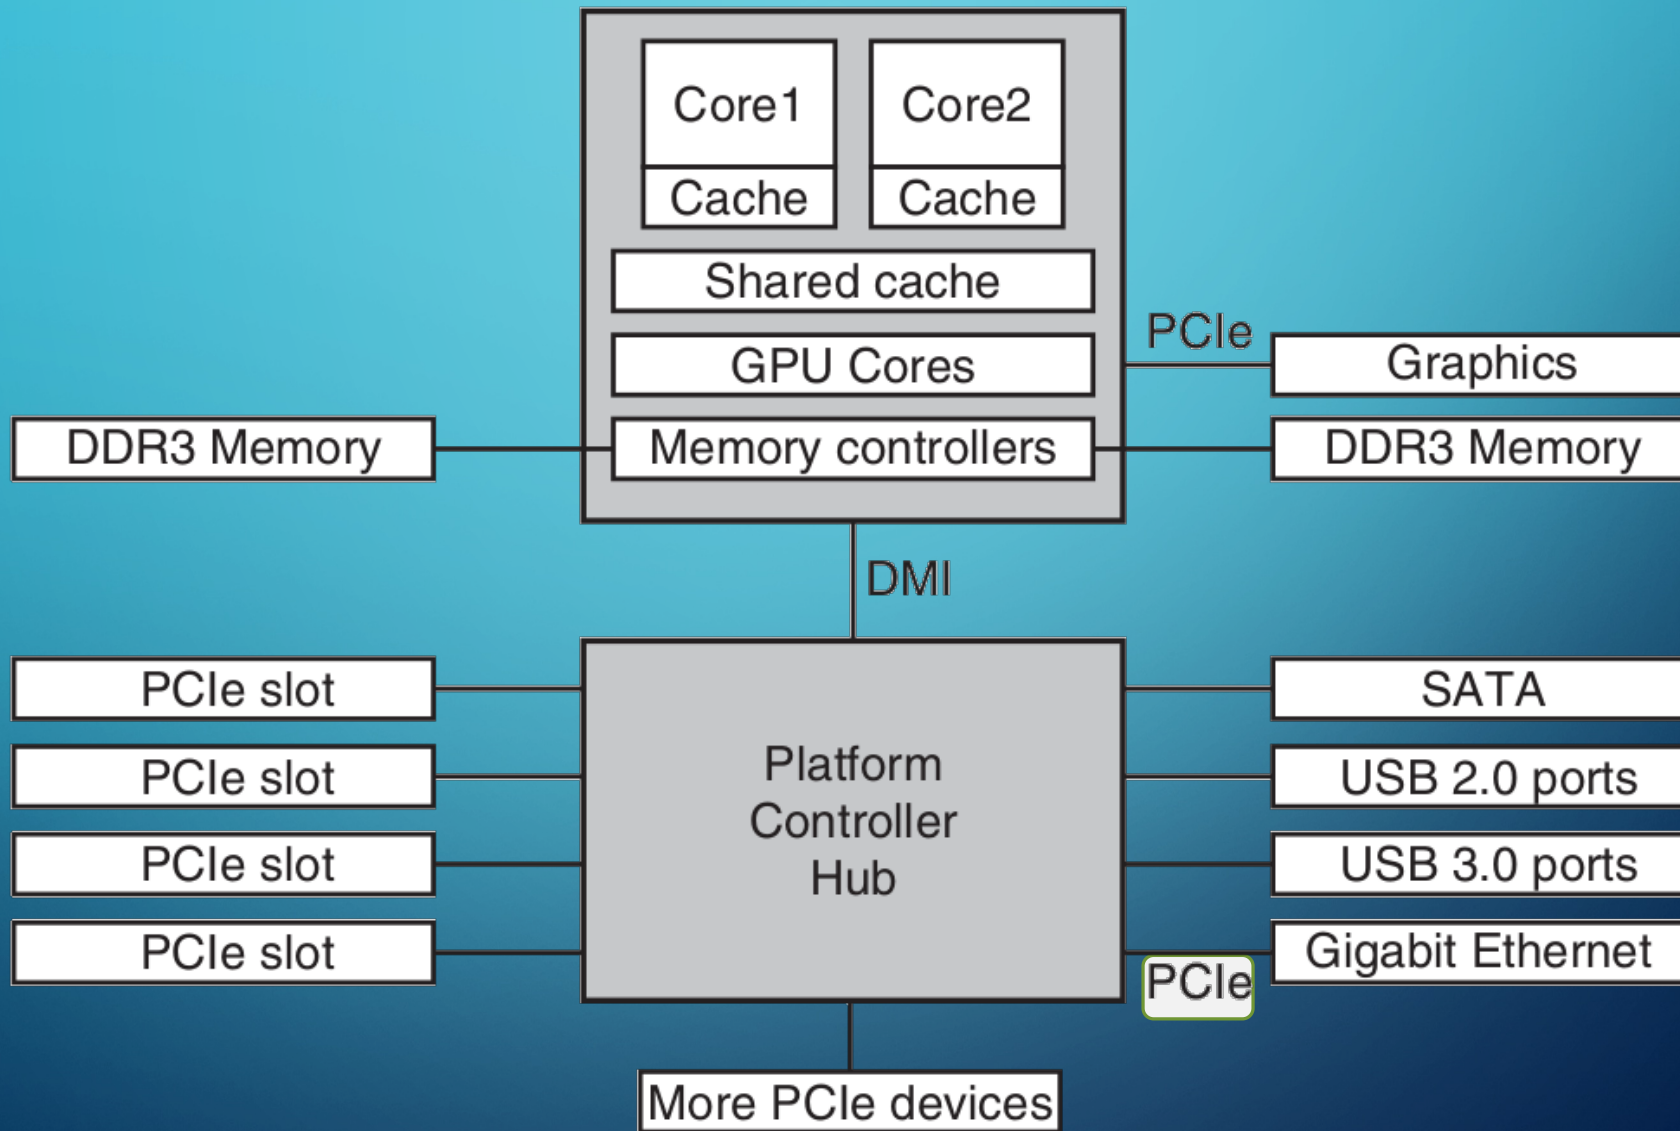 Core1
Core2
Cache
Cache
Shared cache
GPU Cores
PCIe
Graphics
DDR3 Memory
Memory controllers
DDR3 Memory
DMI
PCIe slot
PCIe slot
PCIe slot
PCIe slot
Platform
Controller
Hub
SATA
USB 2.0 ports
USB 3.0 ports
Gigabit Ethernet
PCIe
More PCIe devices